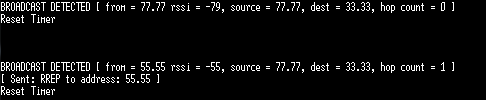 BROADCAST DETECTED [ from = 77.77 rssi = -79, source = 77.77, dest = 33.33, hop count = 0 ]
Reset Timer
BROADCAST DETECTED [ from = 55.55 rssi = -55, source = 77.77, dest = 33.33, hop count = 1 ]
[ Sent: RREP to address: 55.55 ]
Reset Timer